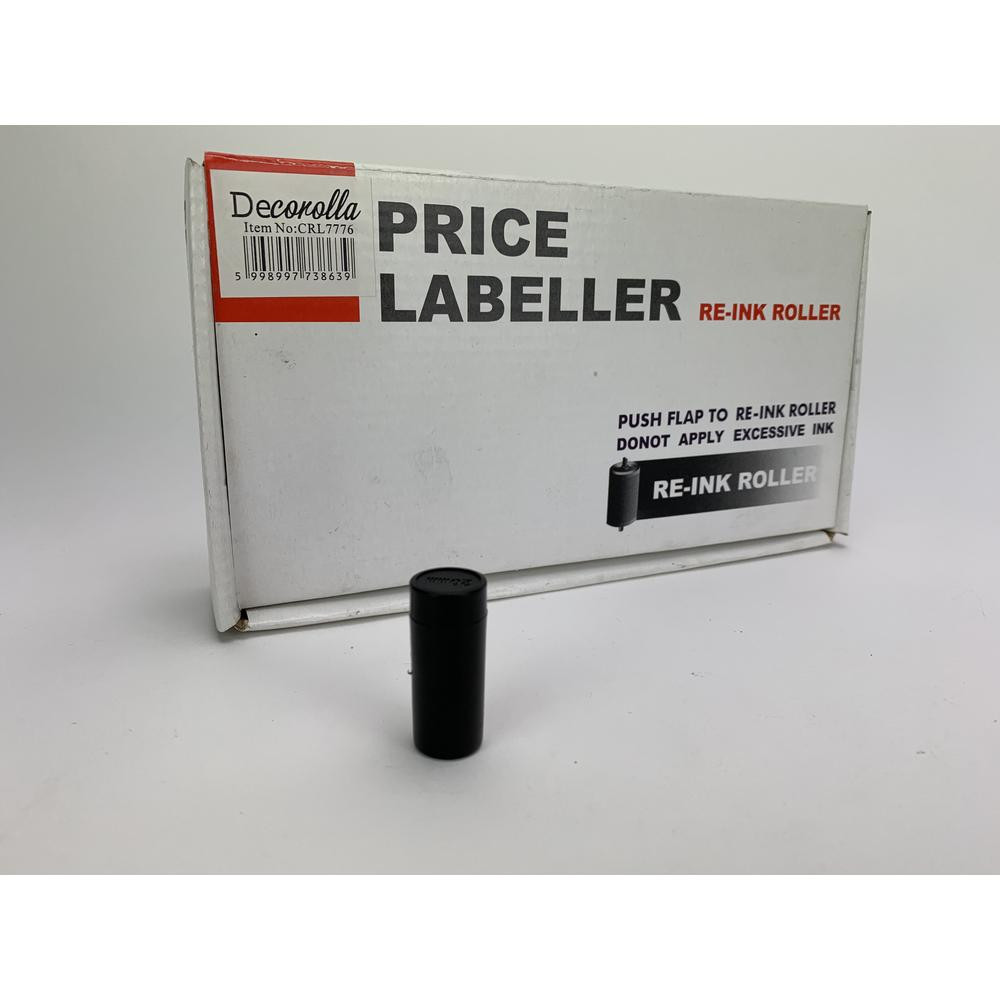 Decorolla
Item No:CRL7776
5 998997 738639
PRICE
LABELLER RE-INK ROLLER
PUSH FLAP TO RE-INK ROLLER
DONOT APPLY EXCESSIVE INK
RE-INK ROLLER